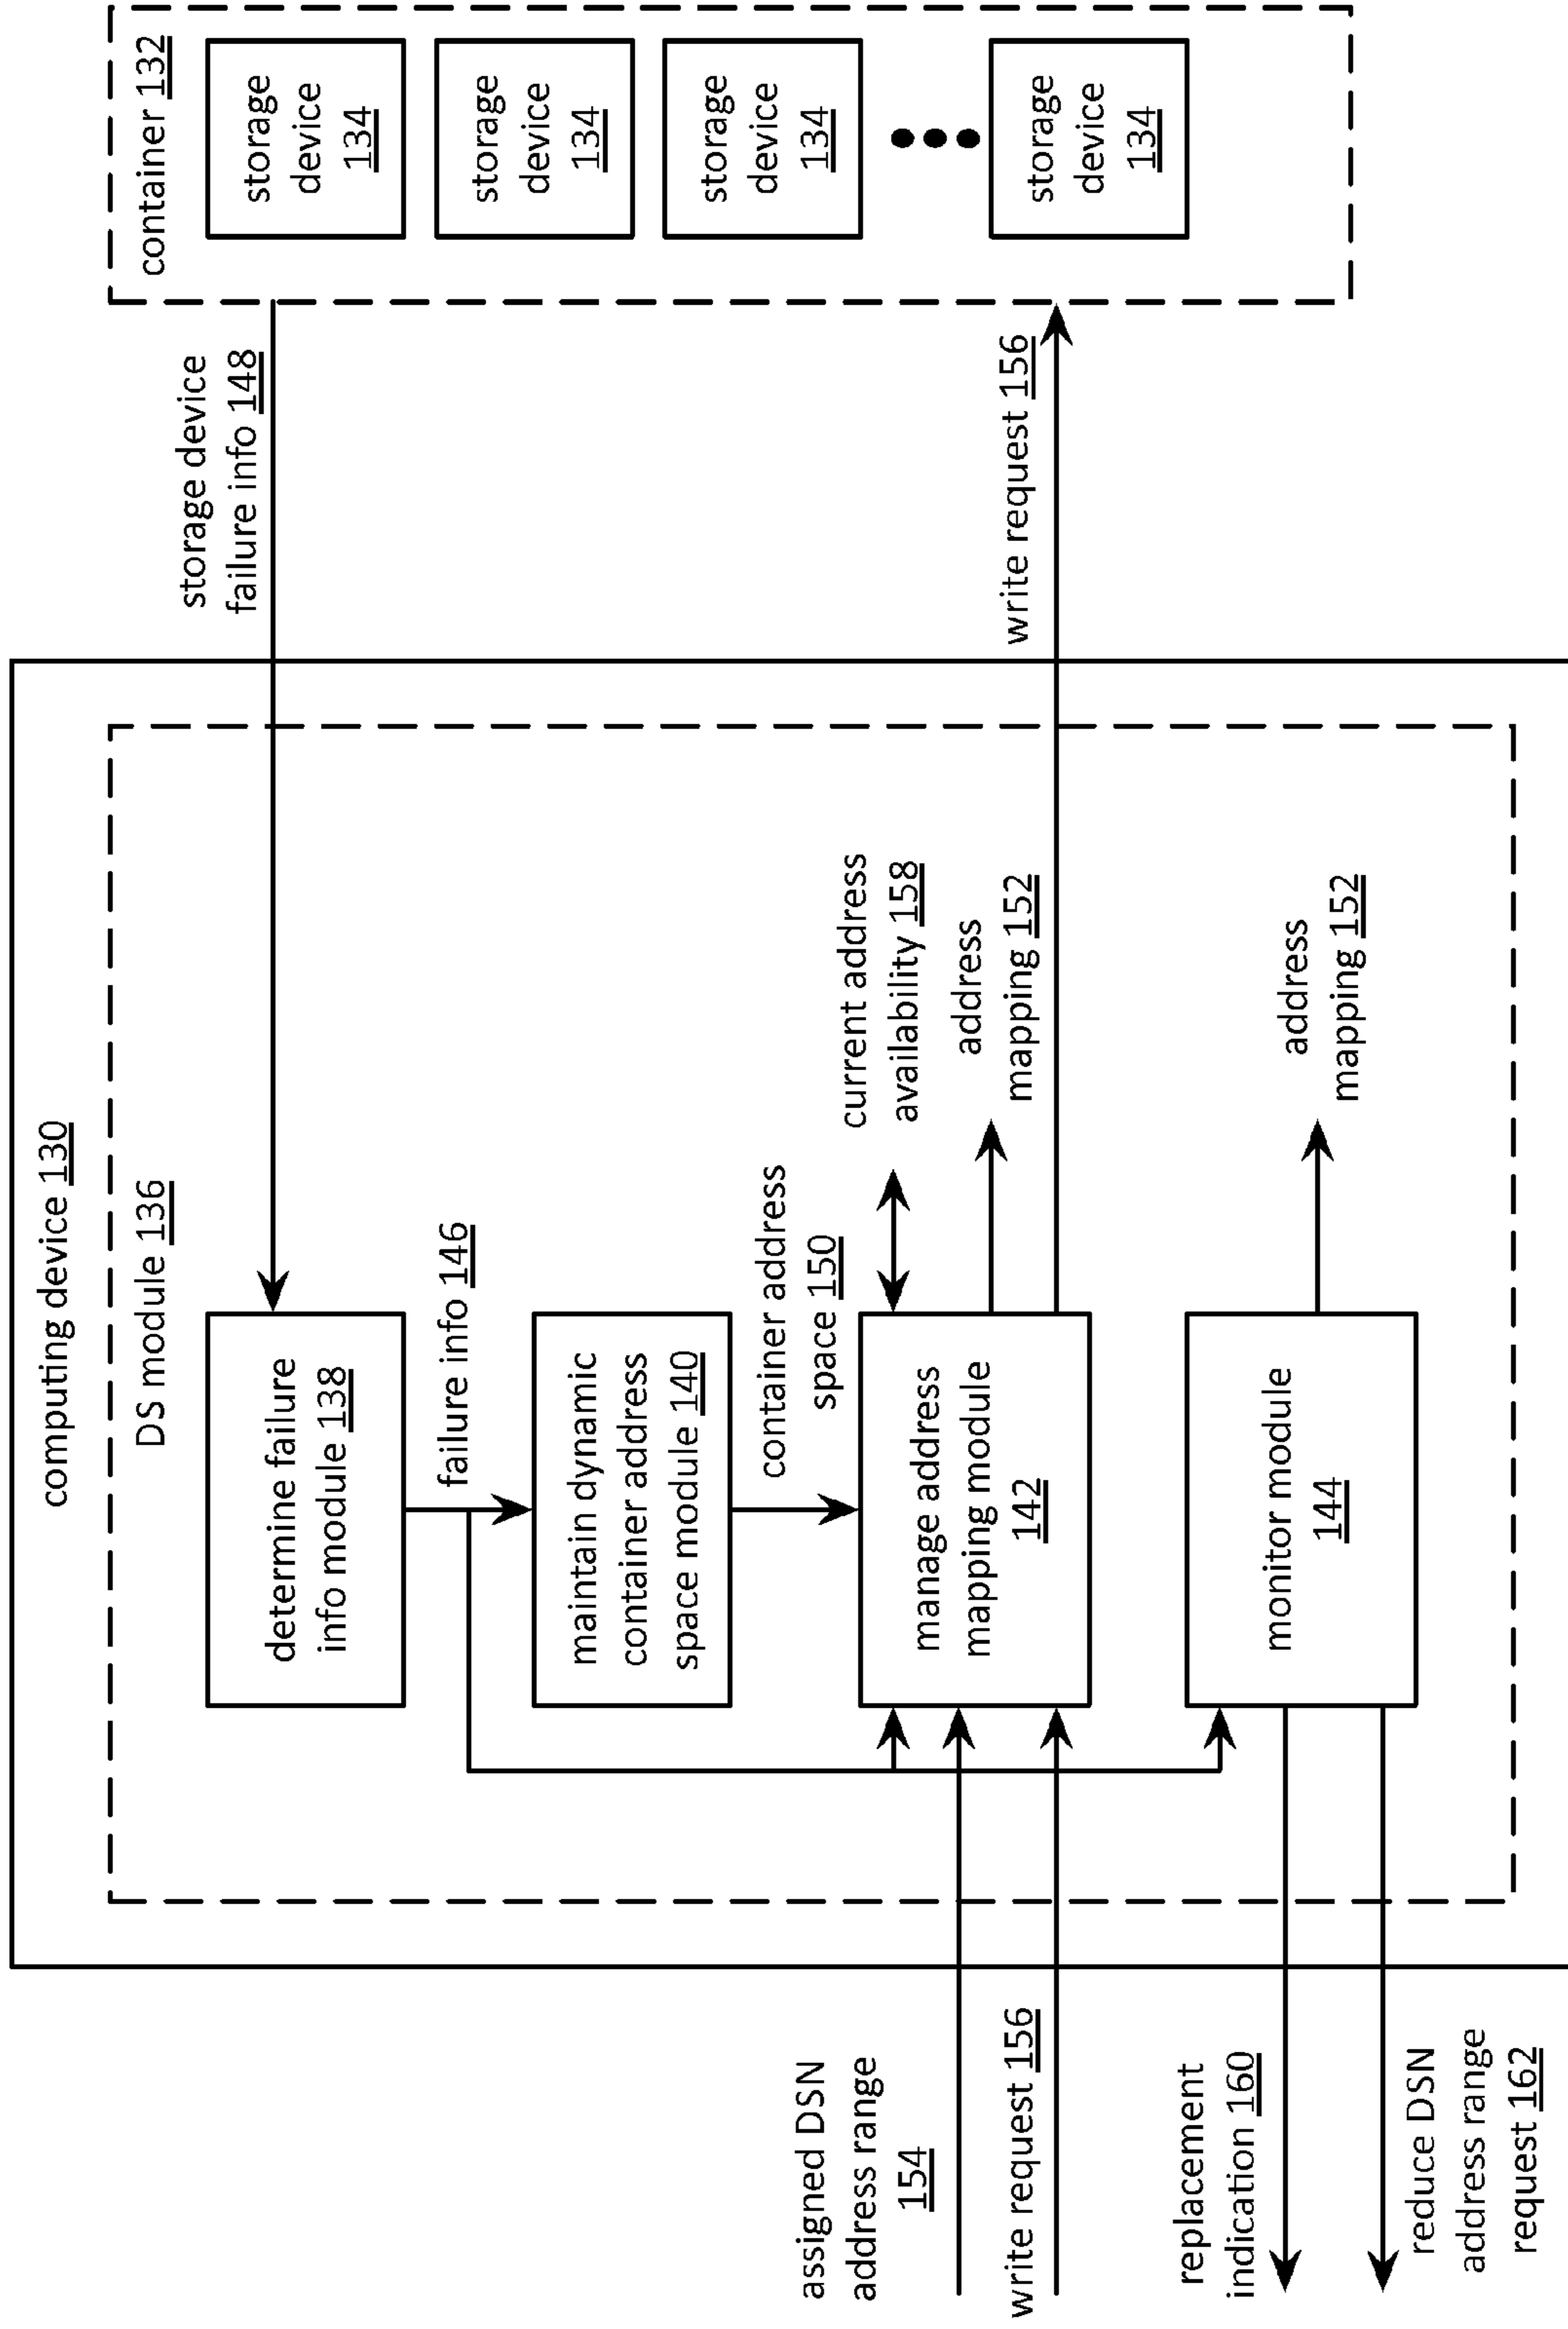 computing device 130
DS module 136
determine failure
info module 138
failure info 146
maintain dynamic
container address
space module 140
container address
space 150
manage address
mapping module
142
current address
availability 158
address
mapping 152
monitor module
144
address
mapping 152
assigned DSN
address range
154
write request 156
replacement
indication 160
reduce DSN
address range
request 162
storage device
failure info 148
write request 156
container 132
storage
device
134
storage
device
134
storage
device
134
storage
device
134